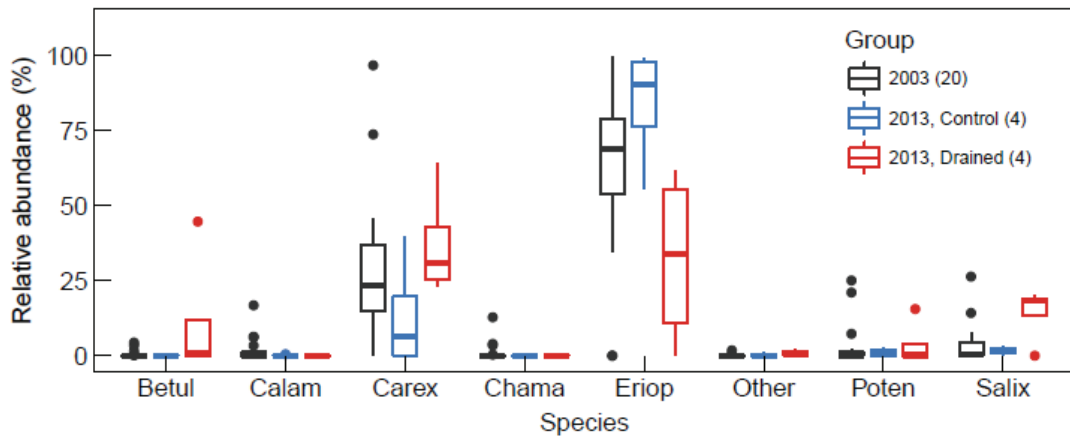 Relative abundance (%)
100
75
50
25
0
Group
2003 (20)
2013, Control (4)
2013, Drained (4)
Betul Calam Carex Chama Eriop Other Poten Salix
Species